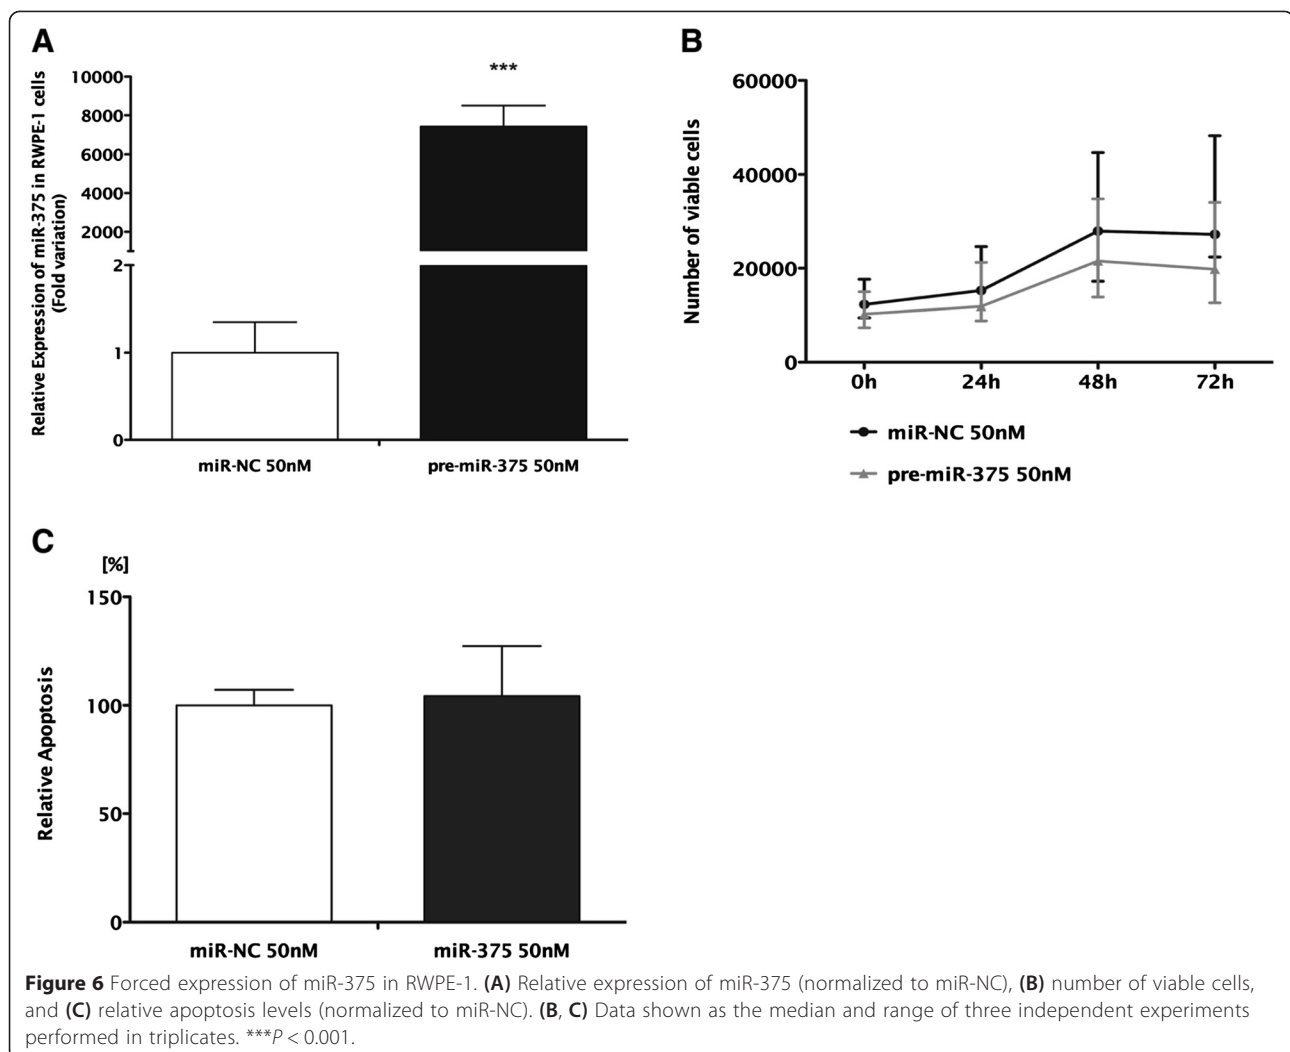 A
Relative Expression of miR-375 in RWPE-1 cells
(Fold variation)
10000
8000
6000
4000
2000
2
1
0
***
miR-NC 50nM
pre-miR-375 50nM
B
Number of viable cells
60000
40000
20000
0
0h
24h
48h
72h
miR-NC 50nM
pre-miR-375 50nM
C
[%]
Relative Apoptosis
150
100
50
0
miR-NC 50nM
miR-375 50nM
Figure 6 Forced expression of miR-375 in RWPE-1. (A) Relative expression of miR-375 (normalized to miR-NC), (B) number of viable cells,
and (C) relative apoptosis levels (normalized to miR-NC). (B, C) Data shown as the median and range of three independent experiments
performed in triplicates. ***P < 0.001.